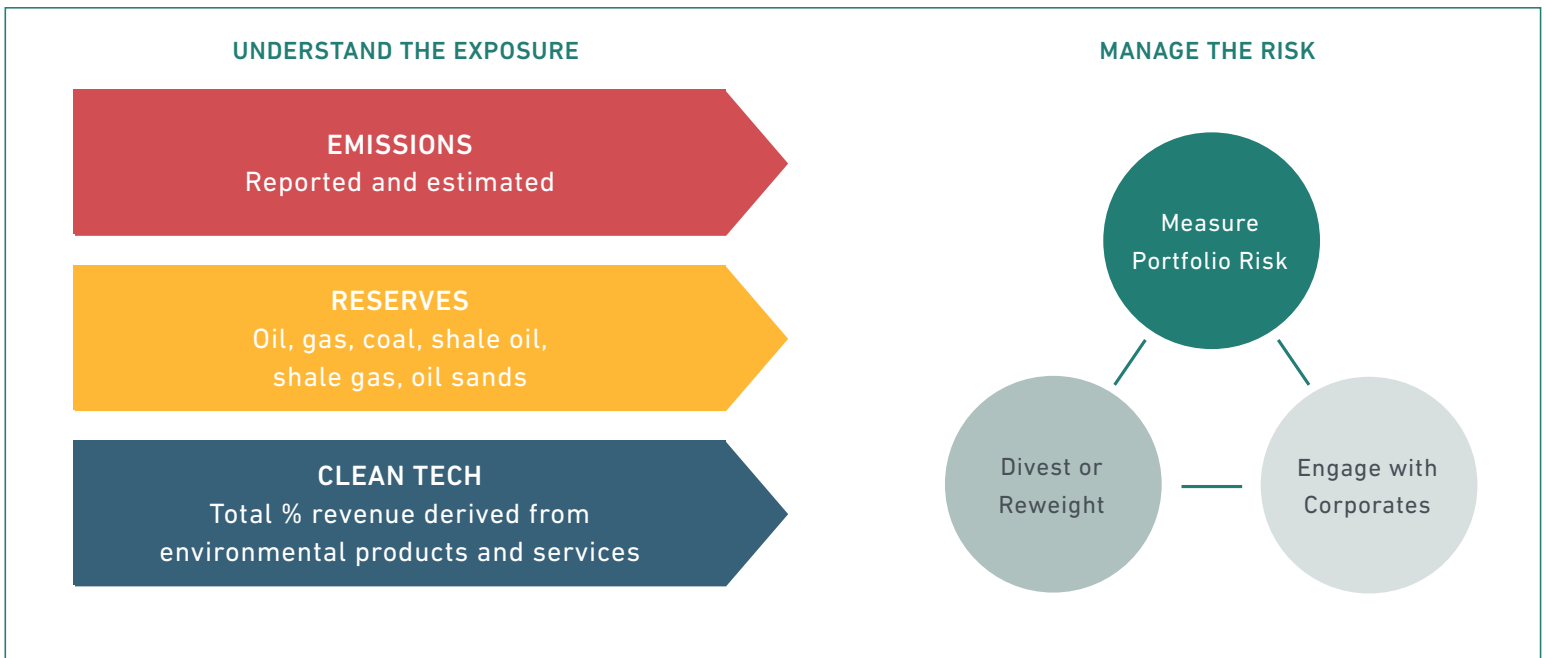 UNDERSTAND THE EXPOSURE
EMISSIONS
Reported and estimated
RESERVES
Oil, gas, coal, shale oil,
shale gas, oil sands
CLEAN TECH
Total % revenue derived from
environmental products and services
MANAGE THE RISK
Measure
Portfolio Risk
Divest or
Reweight
Engage with
Corporates